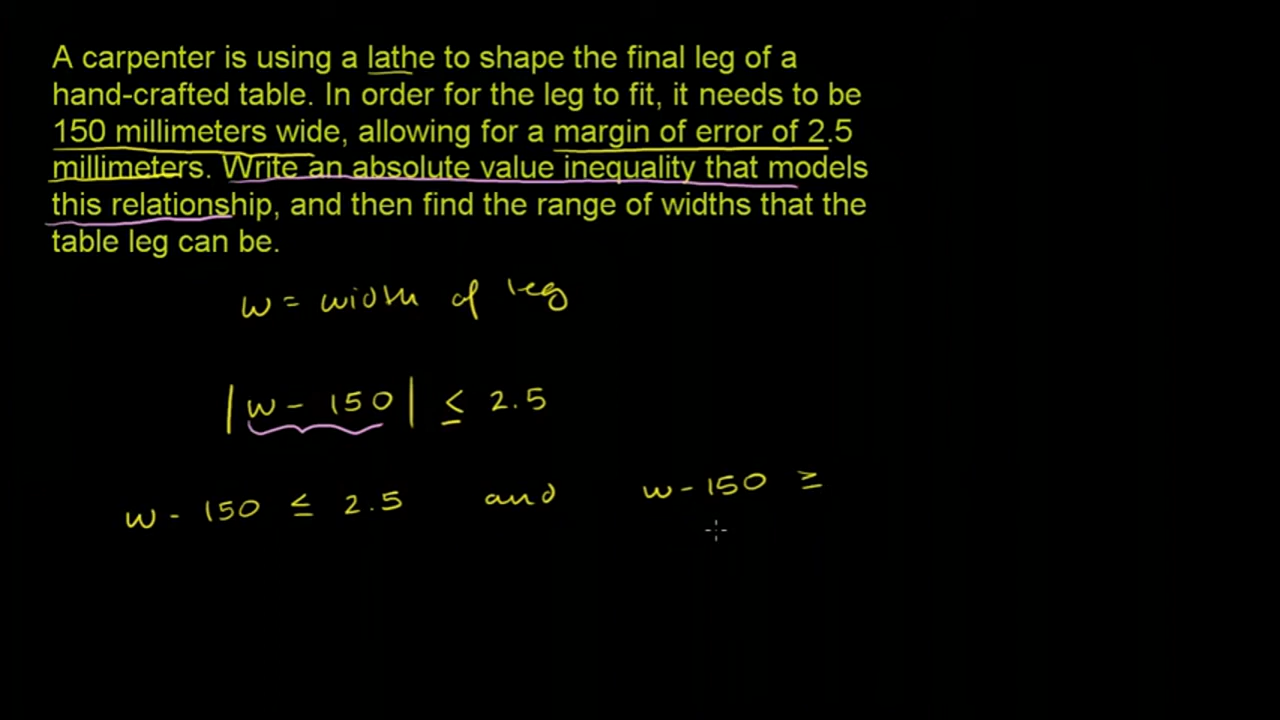 A carpenter is using a lathe to shape the final leg of a
hand-crafted table. In order for the leg to fit, it needs to be
150 millimeters wide, allowing for a margin of error of 2.5
millimeters. Write an absolute value inequality that models
this relationship, and then find the range of widths that the
table leg can be.
w = width of leg
|w - 150| ≤ 2.5
w - 150 ≤ 2.5 and w - 150 ≥